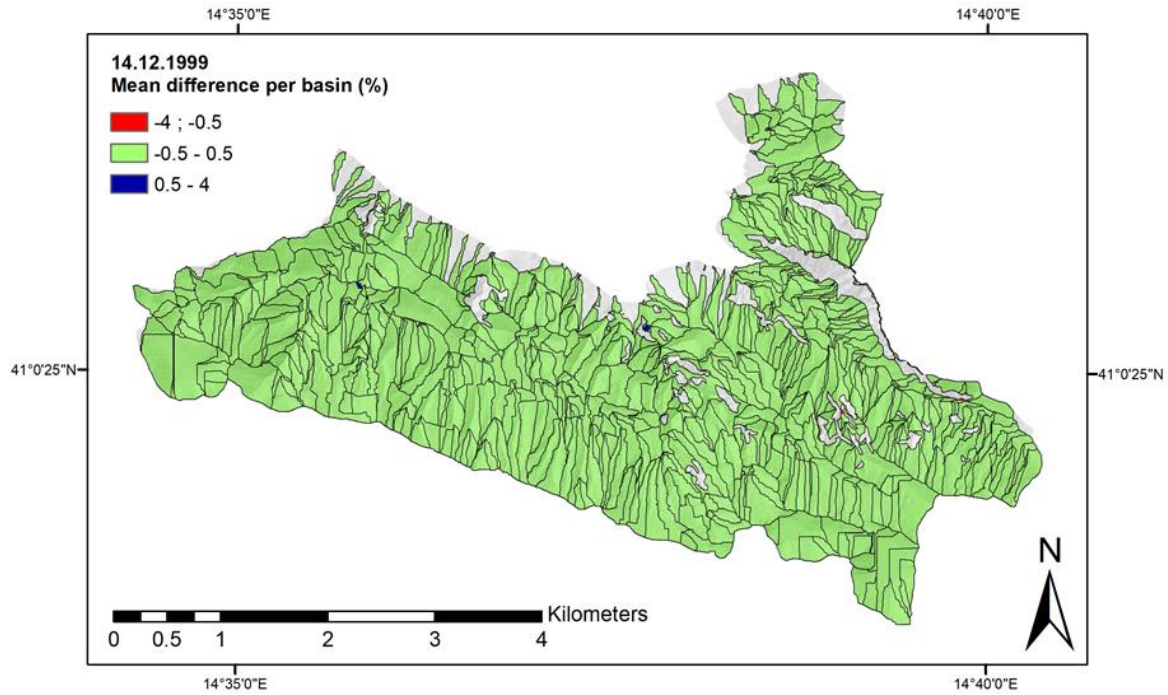 14°35'0"E 14°40'0"E
14.12.1999
Mean difference per basin (%)
-4 ; -0.5
-0.5 - 0.5
0.5 - 4
41°0'25"N 41°0'25"N
N
Kilometers
0 0.5 1 2 3 4
14°35'0"E 14°40'0"E